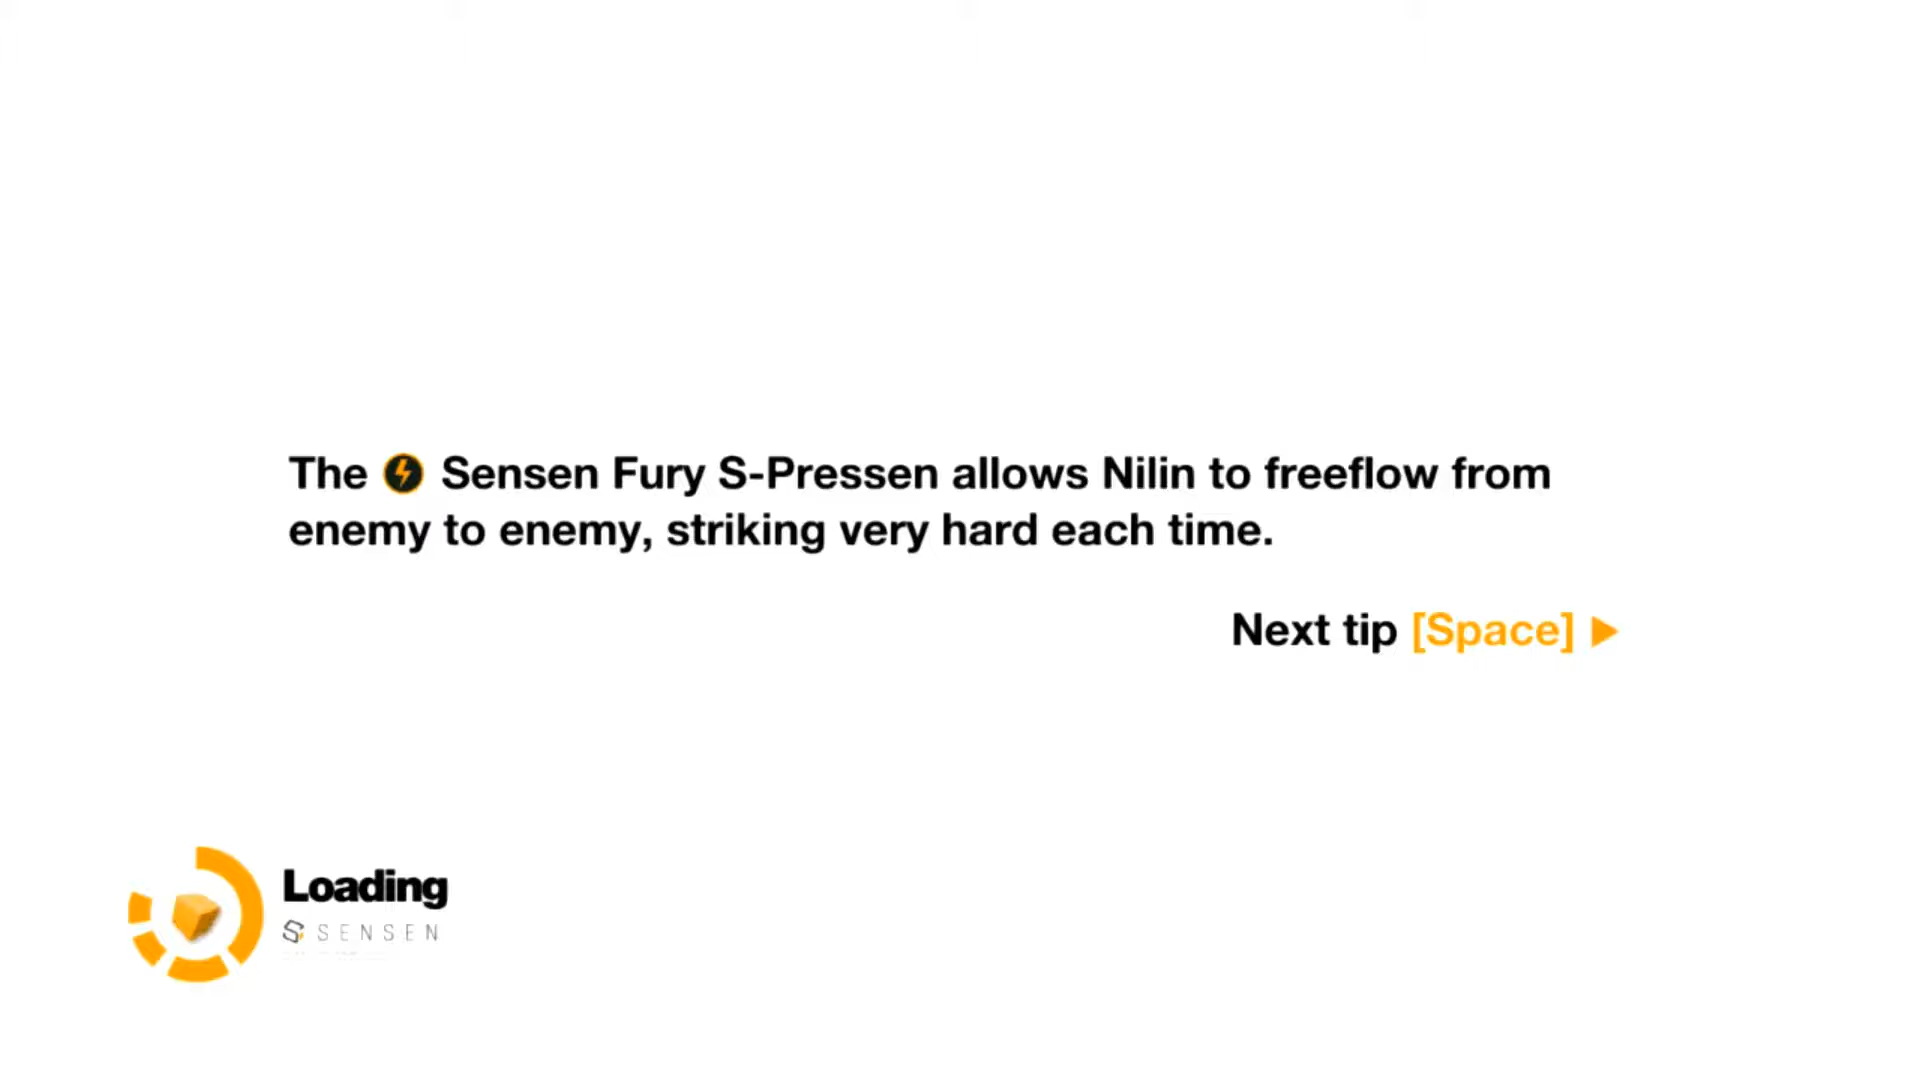 The Sensen Fury S-Pressen allows Nilin to freeflow from
enemy to enemy, striking very hard each time.
Next tip [Space]
Loading
SENSEN